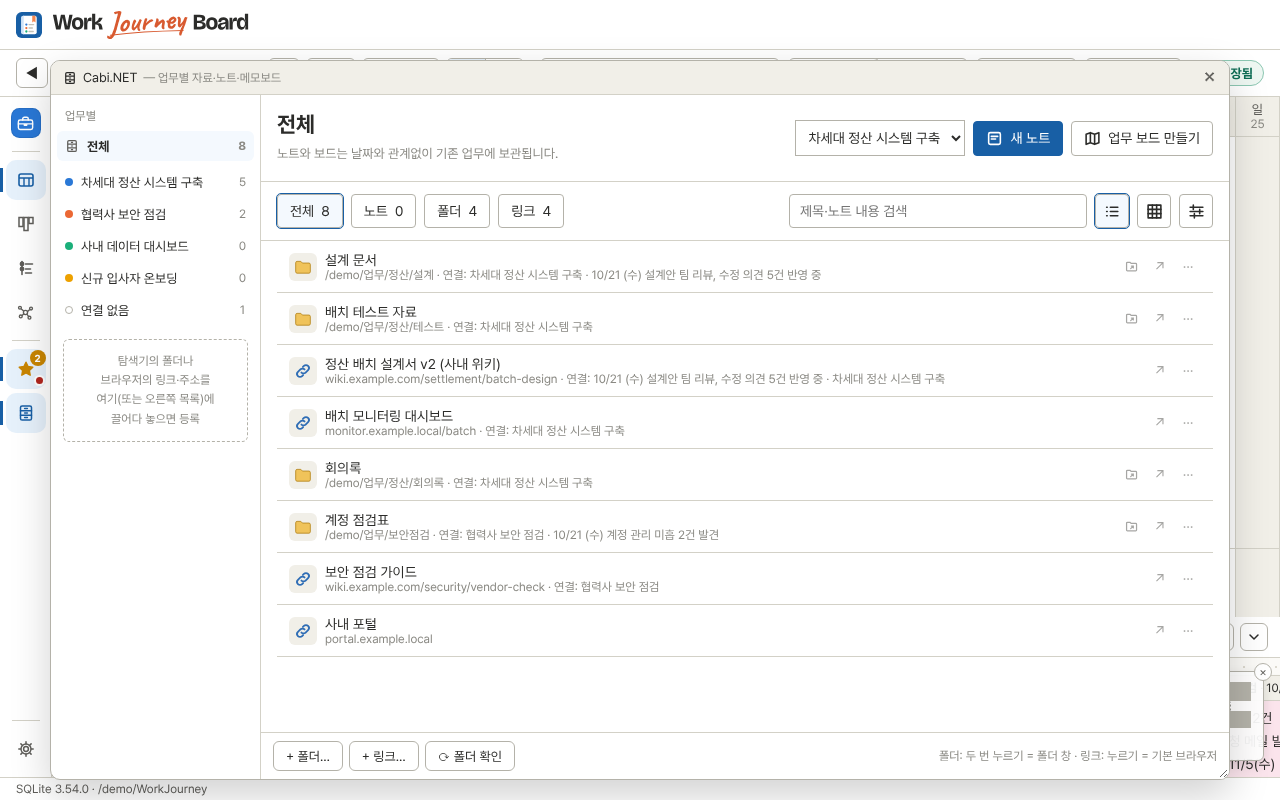 Work Journey Board
Cabi.NET — 업무별 자료·노트·메모보드
장됨
일
25
업무별
전체 8
차세대 정산 시스템 구축 5
협력사 보안 점검 2
사내 데이터 대시보드 0
신규 입사자 온보딩 0
연결 없음 1
탐색기의 폴더나
브라우저의 링크·주소를
여기(또는 오른쪽 목록)에
끌어다 놓으면 등록
2
전체
노트와 보드는 날짜와 관계없이 기존 업무에 보관됩니다.
차세대 정산 시스템 구축
새 노트
업무 보드 만들기
전체 8
노트 0
폴더 4
링크 4
제목·노트 내용 검색
설계 문서
/demo/업무/정산/설계 · 연결: 차세대 정산 시스템 구축 · 10/21 (수) 설계안 팀 리뷰, 수정 의견 5건 반영 중
배치 테스트 자료
/demo/업무/정산/테스트 · 연결: 차세대 정산 시스템 구축
정산 배치 설계서 v2 (사내 위키)
wiki.example.com/settlement/batch-design · 연결: 10/21 (수) 설계안 팀 리뷰, 수정 의견 5건 반영 중 · 차세대 정산 시스템 구축
배치 모니터링 대시보드
monitor.example.local/batch · 연결: 차세대 정산 시스템 구축
회의록
/demo/업무/정산/회의록 · 연결: 차세대 정산 시스템 구축
계정 점검표
/demo/업무/보안점검 · 연결: 협력사 보안 점검 · 10/21 (수) 계정 관리 미흡 2건 발견
보안 점검 가이드
wiki.example.com/security/vendor-check · 연결: 협력사 보안 점검
사내 포털
portal.example.local
10/
건
11/5(수)
+ 폴더...
+ 링크...
폴더 확인
폴더: 두 번 누르기 = 폴더 창 · 링크: 누르기 = 기본 브라우저
SQLite 3.54.0 · /demo/WorkJourney